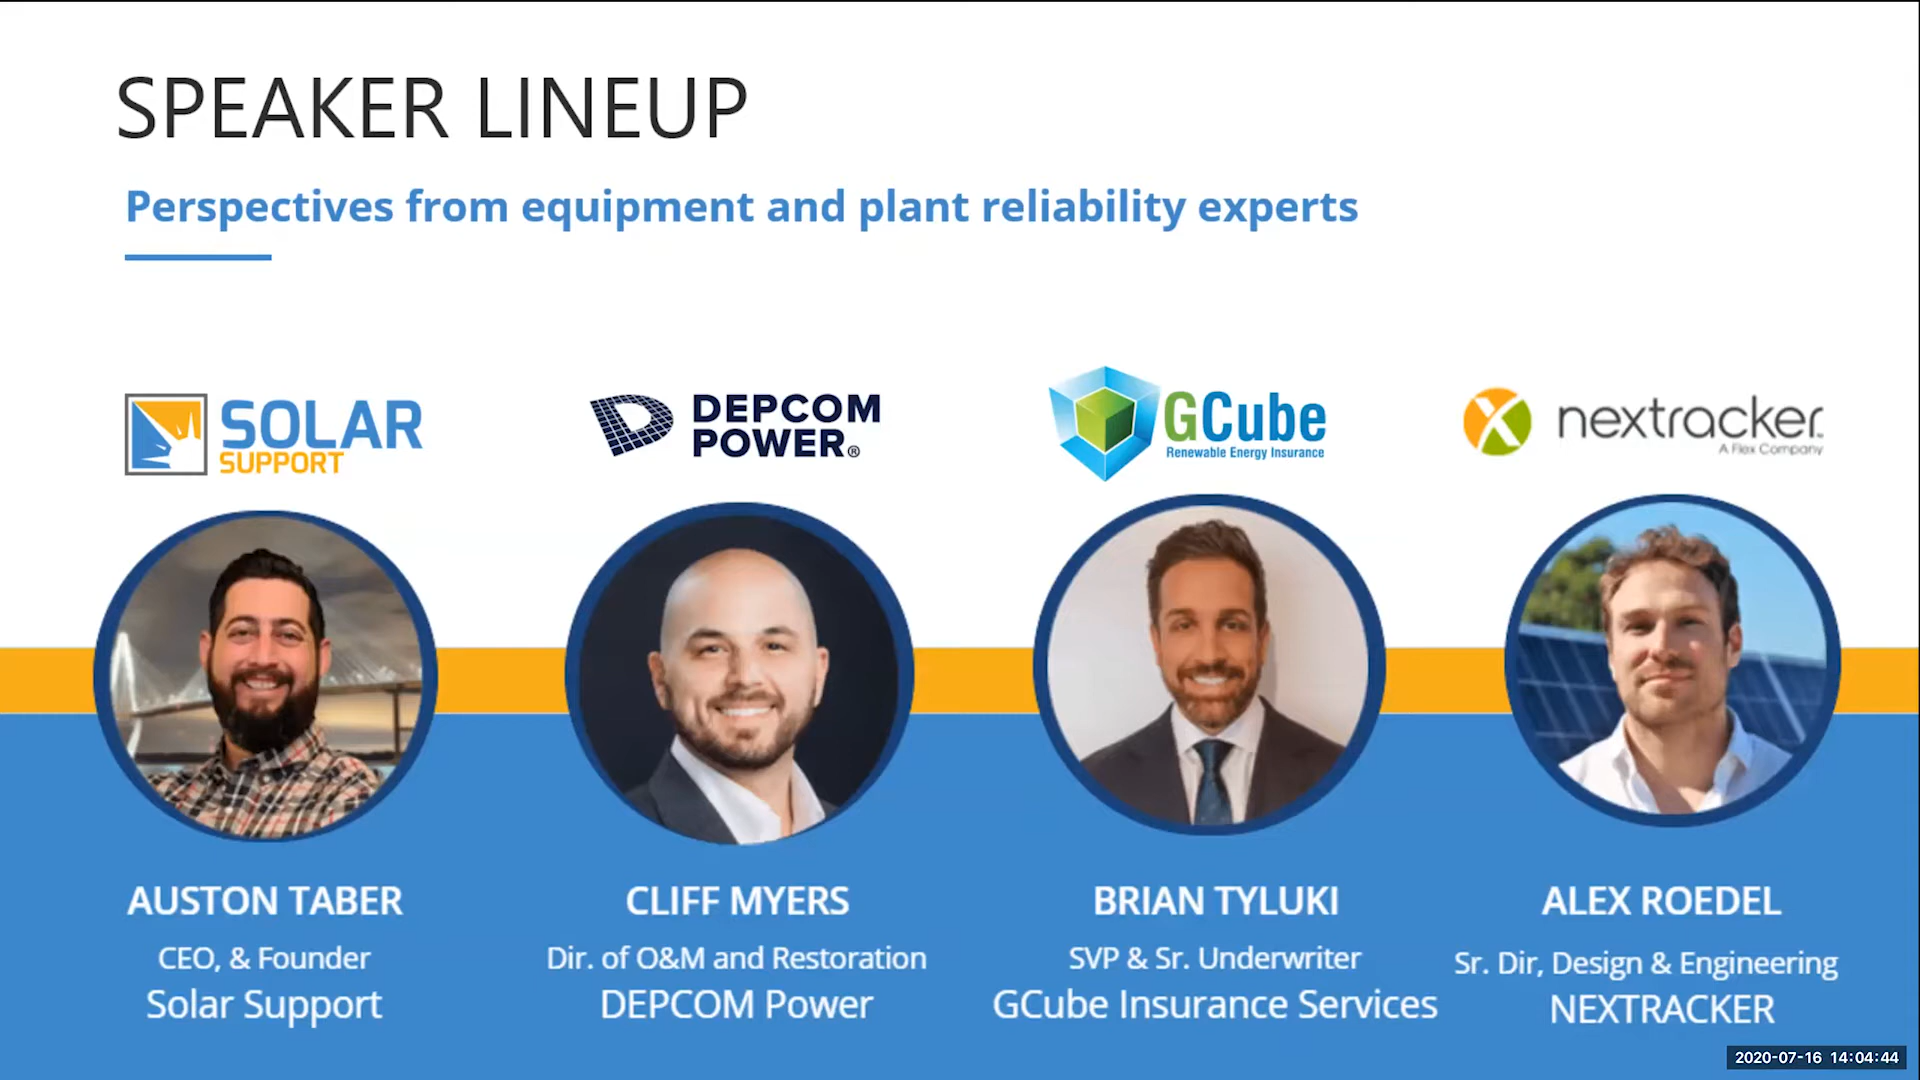 SPEAKER LINEUP
Perspectives from equipment and plant reliability experts
SOLAR
SUPPORT
DEPCOM
POWER®
GCube
Renewable Energy Insurance
nextracker™
A Flex Company
AUSTON TABER
CEO, & Founder
Solar Support
CLIFF MYERS
Dir. of O&M and Restoration
DEPCOM Power
BRIAN TYLUKI
SVP & Sr. Underwriter
GCube Insurance Services
ALEX ROEDEL
Sr. Dir, Design & Engineering
NEXTRACKER
2020-07-16 14:04:44